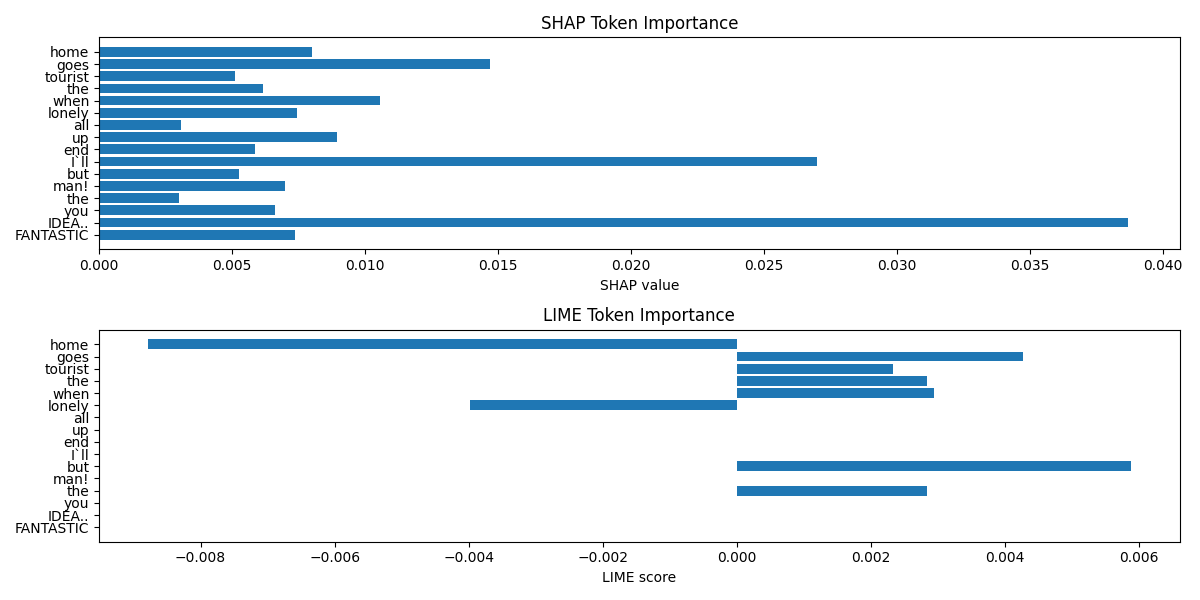 SHAP Token Importance
home
goes
tourist
the
when
lonely
all
up
end
I`ll
but
man!
the
you
IDEA..
FANTASTIC
0.000 0.005 0.010 0.015 0.020 0.025 0.030 0.035 0.040
SHAP value
LIME Token Importance
home
goes
tourist
the
when
lonely
all
up
end
I`ll
but
man!
the
you
IDEA..
FANTASTIC
−0.008 −0.006 −0.004 −0.002 0.000 0.002 0.004 0.006
LIME score